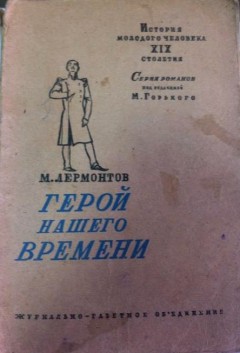 История
молодого человека
XIX
столетия
Серия романов
под редакцией
М. Горького
М. ЛЕРМОНТОВ
ГЕРОЙ
НАШЕГО
ВРЕМЕНИ
ЖУРНАЛЬНО-ГАЗЕТНОЕ ОБЪЕДИНЕНИЕ